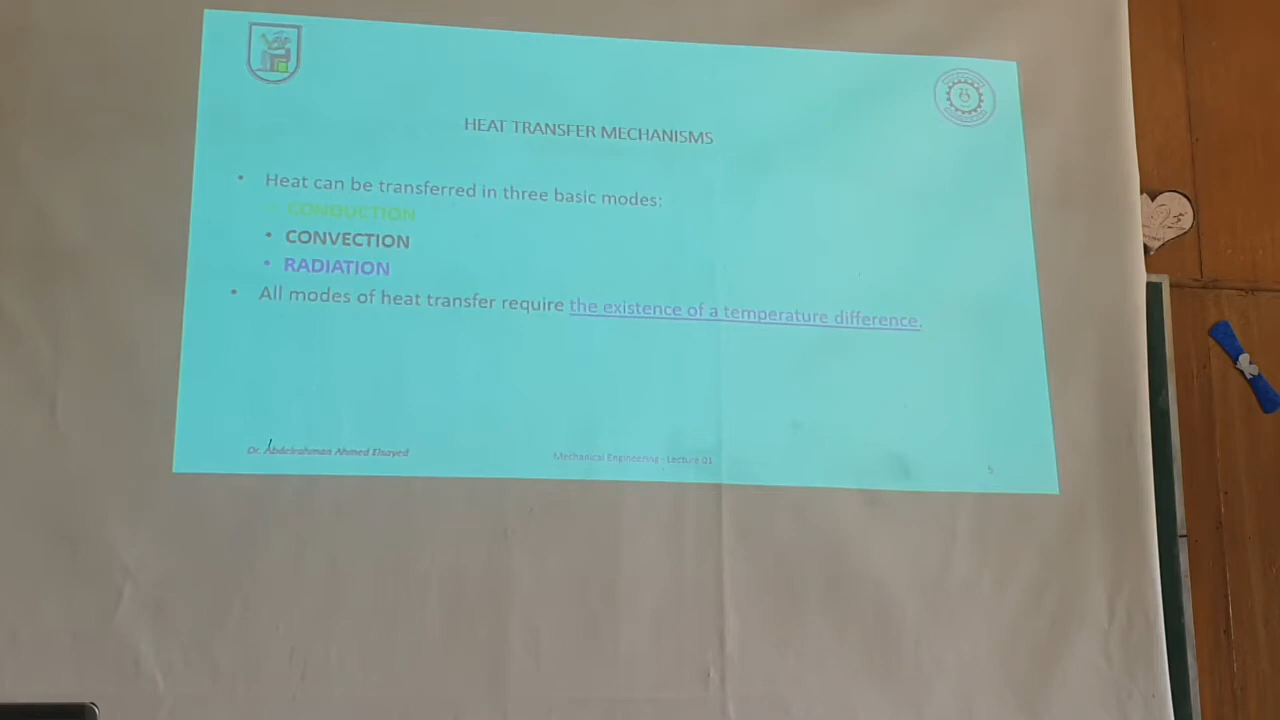 HEAT TRANSFER MECHANISMS
• Heat can be transferred in three basic modes:
• CONDUCTION
• CONVECTION
• RADIATION
• All modes of heat transfer require the existence of a temperature difference.
Dr. Abdelrahman Ahmed Elsayed
Mechanical Engineering - Lecture 01
5